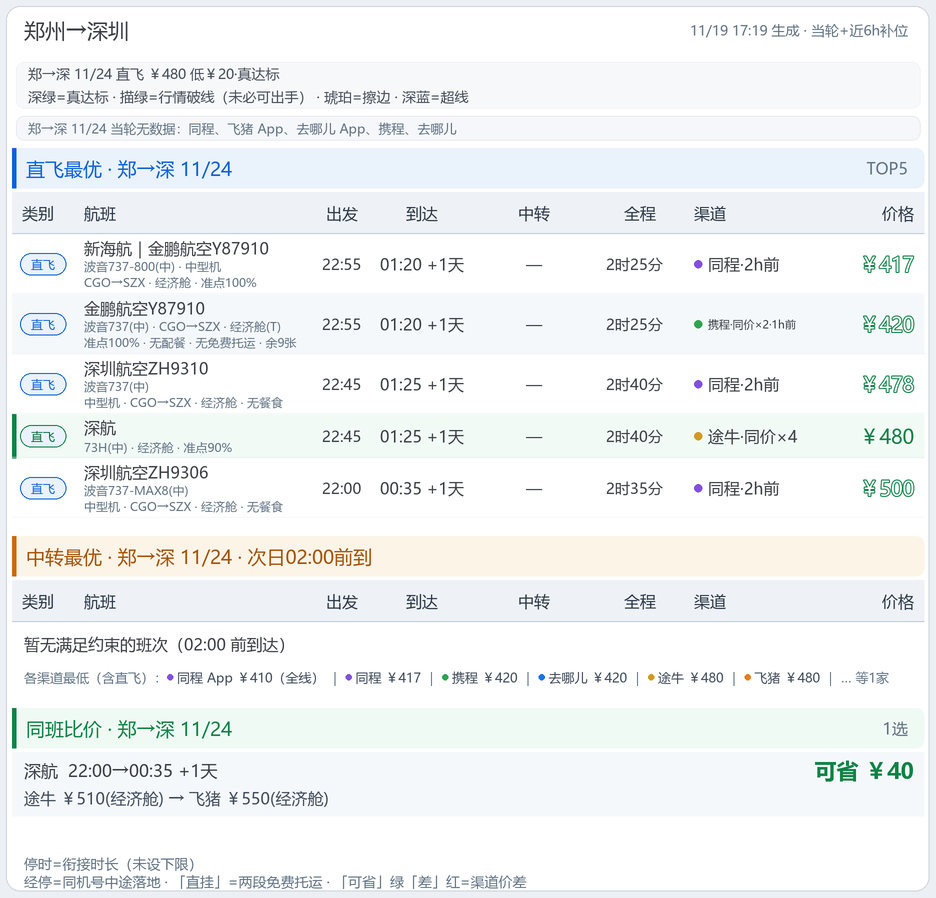 郑州→深圳
11/19 17:19 生成 · 当轮+近6h补位
郑→深 11/24 直飞 ¥480 低¥20·真达标
深绿=真达标 · 描绿=行情破线（未必可出手） · 琥珀=擦边 · 深蓝=超线
郑→深 11/24 当轮无数据：同程、飞猪 App、去哪儿 App、携程、去哪儿
直飞最优 · 郑→深 11/24 TOP5
类别 航班 出发 到达 中转 全程 渠道 价格
新海航｜金鹏航空Y87910
直飞 波音737-800(中) · 中型机 22:55 01:20 +1天 — 2时25分 同程·2h前 ¥417
CGO→SZX · 经济舱 · 准点100%
金鹏航空Y87910
直飞 波音737(中) · CGO→SZX · 经济舱(T) 22:55 01:20 +1天 — 2时25分 携程·同价×2·1h前 ¥420
准点100% · 无配餐 · 无免费托运 · 余9张
深圳航空ZH9310
直飞 波音737(中) 22:45 01:25 +1天 — 2时40分 同程·2h前 ¥478
中型机 · CGO→SZX · 经济舱 · 无餐食
深航
直飞 73H(中) · 经济舱 · 准点90% 22:45 01:25 +1天 — 2时40分 途牛·同价×4 ¥480
深圳航空ZH9306
直飞 波音737-MAX8(中) 22:00 00:35 +1天 — 2时35分 同程·2h前 ¥500
中型机 · CGO→SZX · 经济舱 · 无餐食
中转最优 · 郑→深 11/24 · 次日02:00前到
类别 航班 出发 到达 中转 全程 渠道 价格
暂无满足约束的班次（02:00 前到达）
各渠道最低（含直飞）: 同程 App ¥410（全线） | 同程 ¥417 | 携程 ¥420 | 去哪儿 ¥420 | 途牛 ¥480 | 飞猪 ¥480 | … 等1家
同班比价 · 郑→深 11/24 1选
深航 22:00→00:35 +1天 可省 ¥40
途牛 ¥510(经济舱) → 飞猪 ¥550(经济舱)
停时=衔接时长（未设下限）
经停=同机号中途落地 · 「直挂」=两段免费托运 · 「可省」绿「差」红=渠道价差